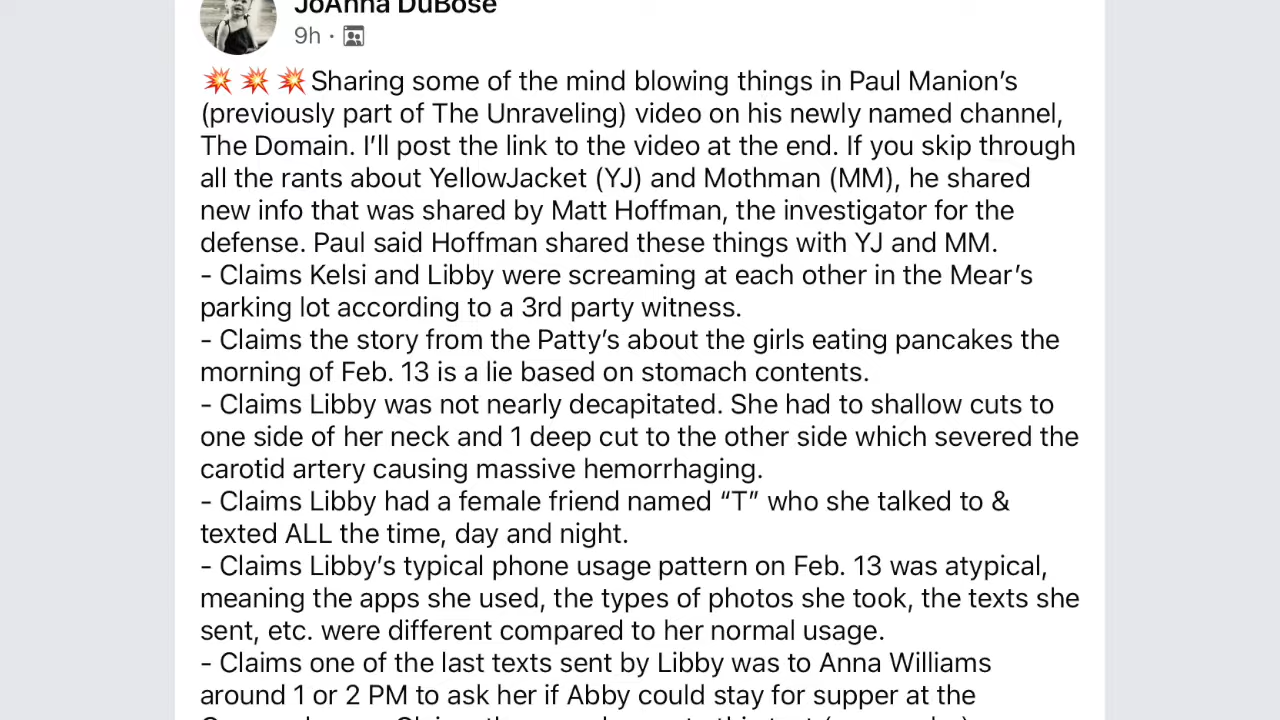 JoAnna DuBose
9h ·
💥 💥 💥Sharing some of the mind blowing things in Paul Manion’s
(previously part of The Unraveling) video on his newly named channel,
The Domain. I’ll post the link to the video at the end. If you skip through
all the rants about YellowJacket (YJ) and Mothman (MM), he shared
new info that was shared by Matt Hoffman, the investigator for the
defense. Paul said Hoffman shared these things with YJ and MM.
- Claims Kelsi and Libby were screaming at each other in the Mear’s
parking lot according to a 3rd party witness.
- Claims the story from the Patty’s about the girls eating pancakes the
morning of Feb. 13 is a lie based on stomach contents.
- Claims Libby was not nearly decapitated. She had to shallow cuts to
one side of her neck and 1 deep cut to the other side which severed the
carotid artery causing massive hemorrhaging.
- Claims Libby had a female friend named “T” who she talked to &
texted ALL the time, day and night.
- Claims Libby’s typical phone usage pattern on Feb. 13 was atypical,
meaning the apps she used, the types of photos she took, the texts she
sent, etc. were different compared to her normal usage.
- Claims one of the last texts sent by Libby was to Anna Williams
around 1 or 2 PM to ask her if Abby could stay for supper at the